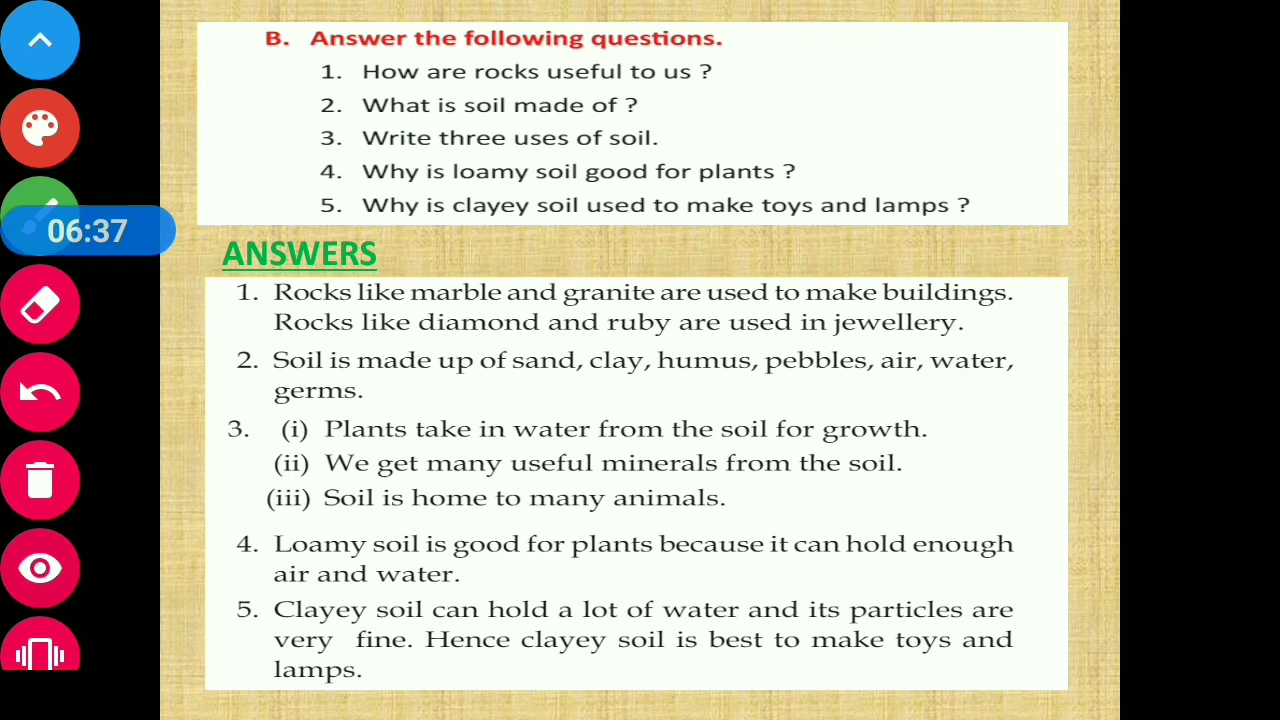 B. Answer the following questions.
1. How are rocks useful to us ?
2. What is soil made of ?
3. Write three uses of soil.
4. Why is loamy soil good for plants ?
5. Why is clayey soil used to make toys and lamps ?
06:37
ANSWERS
1. Rocks like marble and granite are used to make buildings.
Rocks like diamond and ruby are used in jewellery.
2. Soil is made up of sand, clay, humus, pebbles, air, water,
germs.
3. (i) Plants take in water from the soil for growth.
(ii) We get many useful minerals from the soil.
(iii) Soil is home to many animals.
4. Loamy soil is good for plants because it can hold enough
air and water.
5. Clayey soil can hold a lot of water and its particles are
very fine. Hence clayey soil is best to make toys and
lamps.